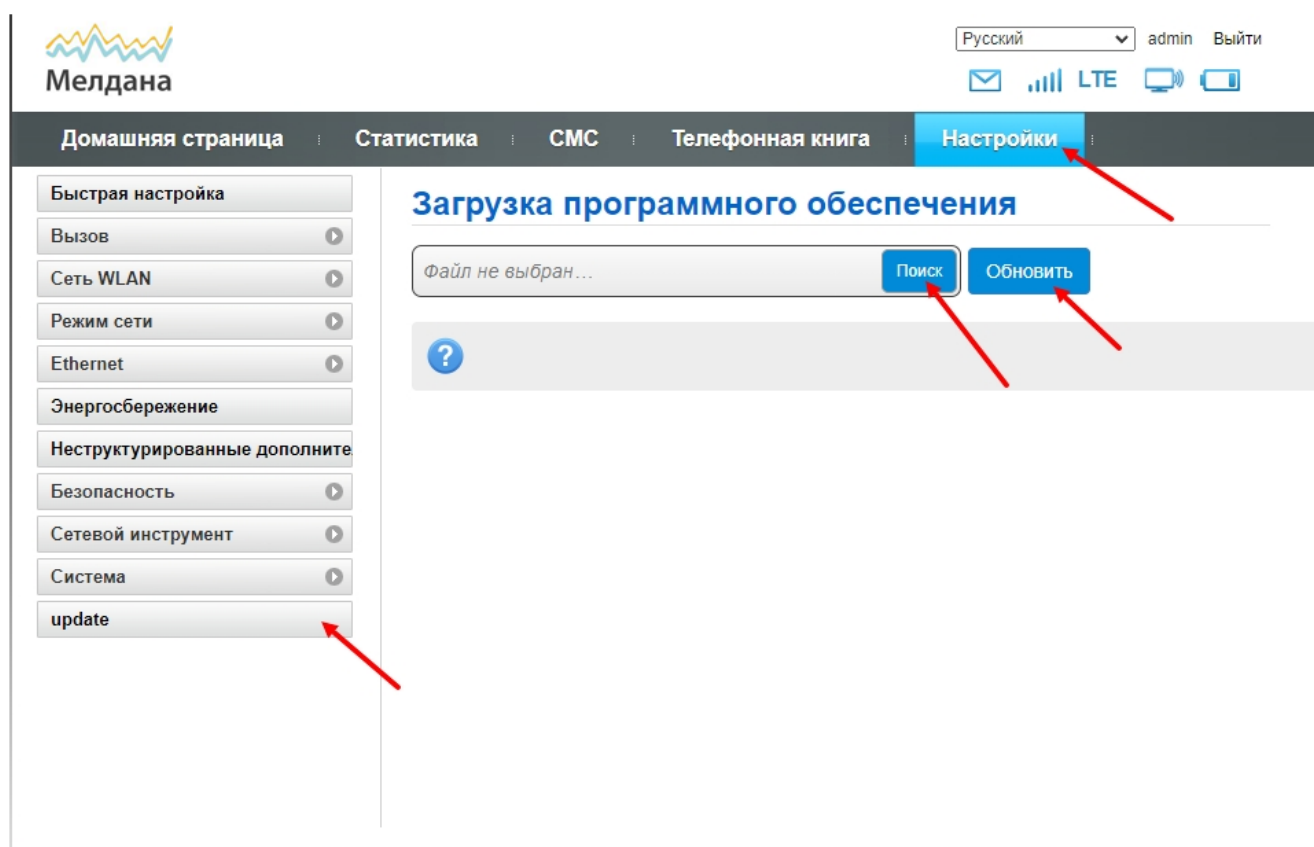 Русский admin Выйти
Мелдана
LTE
Домашняя страница Статистика СМС Телефонная книга Настройки
Быстрая настройка
Вызов
Сеть WLAN
Режим сети
Ethernet
Энергосбережение
Неструктурированные дополните
Безопасность
Сетевой инструмент
Система
update
Загрузка программного обеспечения
Файл не выбран... Поиск Обновить
?